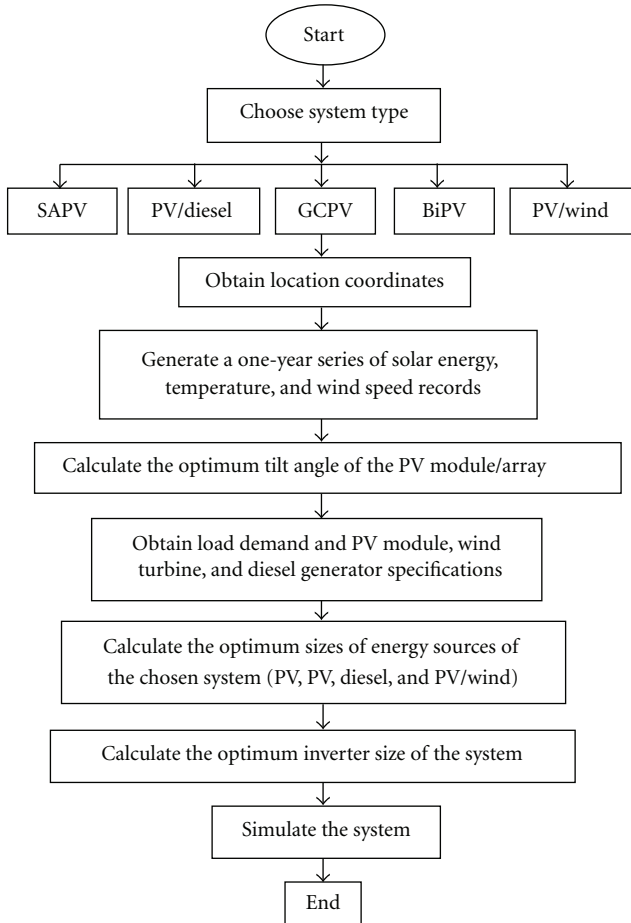 Start
Choose system type
SAPV
PV/diesel
GCPV
BiPV
PV/wind
Obtain location coordinates
Generate a one-year series of solar energy,
temperature, and wind speed records
Calculate the optimum tilt angle of the PV module/array
Obtain load demand and PV module, wind
turbine, and diesel generator specifications
Calculate the optimum sizes of energy sources of
the chosen system (PV, PV, diesel, and PV/wind)
Calculate the optimum inverter size of the system
Simulate the system
End